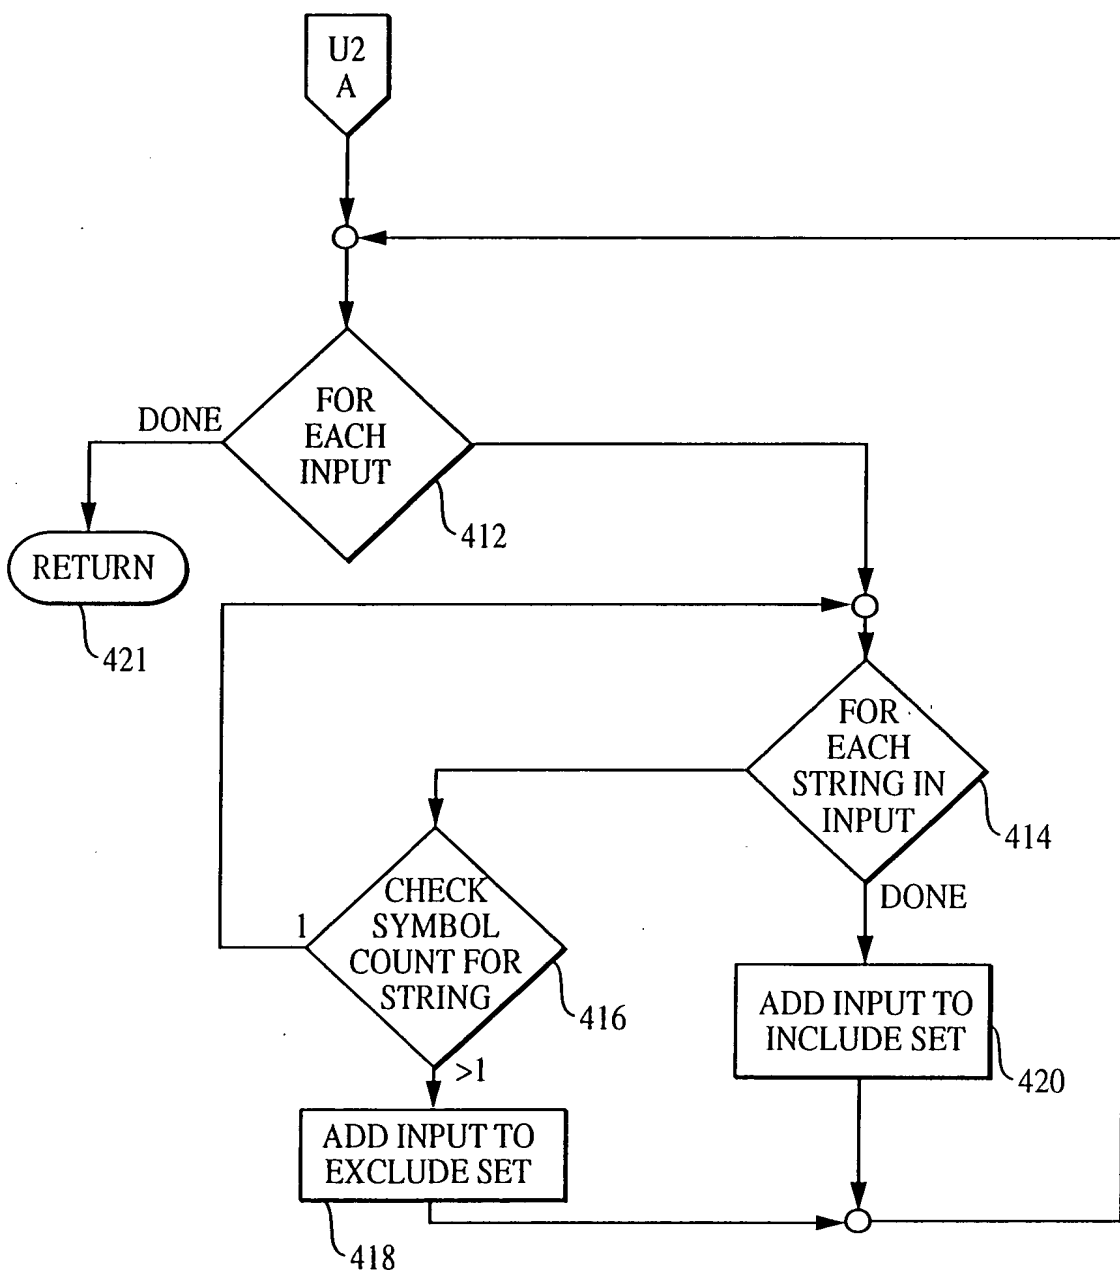 U2
A
DONE
FOR
EACH
INPUT
412
RETURN
421
FOR
EACH
STRING IN
INPUT
414
DONE
1
CHECK
SYMBOL
COUNT FOR
STRING
416
>1
ADD INPUT TO
INCLUDE SET
420
ADD INPUT TO
EXCLUDE SET
418